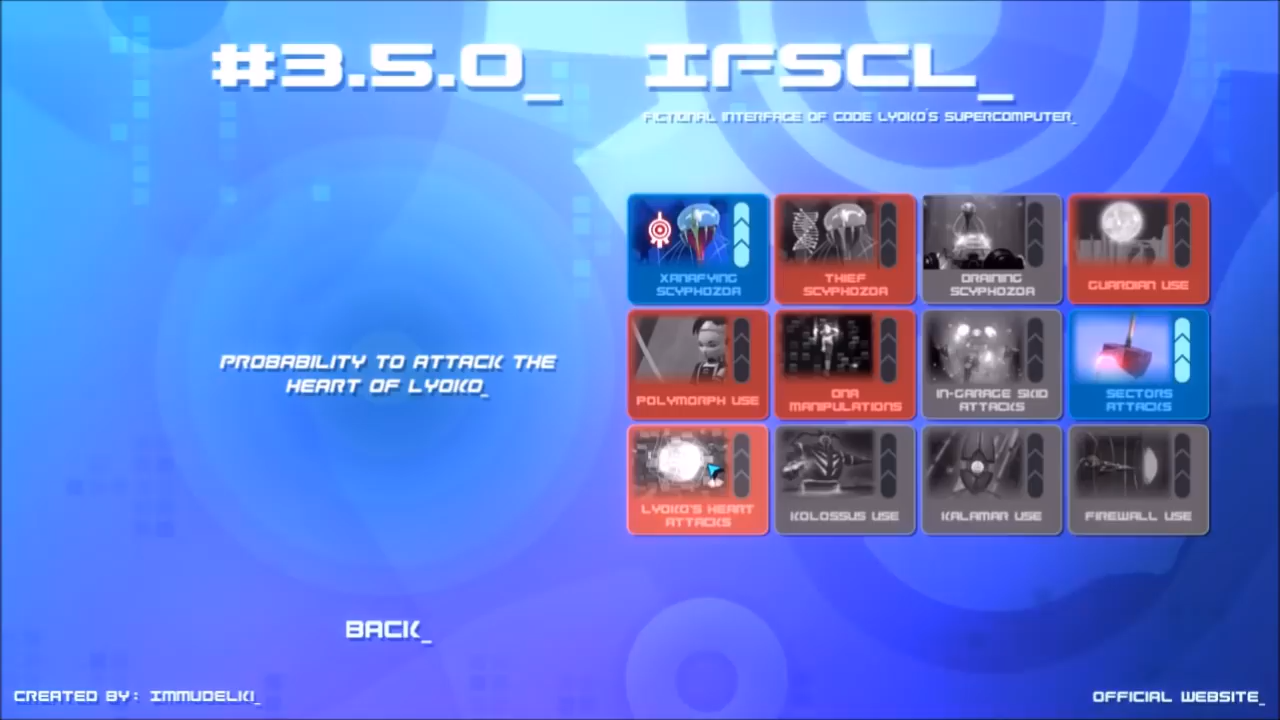 #3.5.0_
IFSCL_
FICTIONAL INTERFACE OF CODE LYOKO'S SUPERCOMPUTER_
XANAFYING
SCYPHOZOA
THIEF
SCYPHOZOA
DRAINING
SCYPHOZOA
GUARDIAN USE
PROBABILITY TO ATTACK THE
HEART OF LYOKO_
POLYMORPH USE
DNA
MANIPULATIONS
IN-GARAGE SKID
ATTACKS
SECTORS
ATTACKS
LYOKO'S HEART
ATTACKS
KOLOSSUS USE
KALAMAR USE
FIREWALL USE
BACK_
CREATED BY: IMMUDELKI_
OFFICIAL WEBSITE_